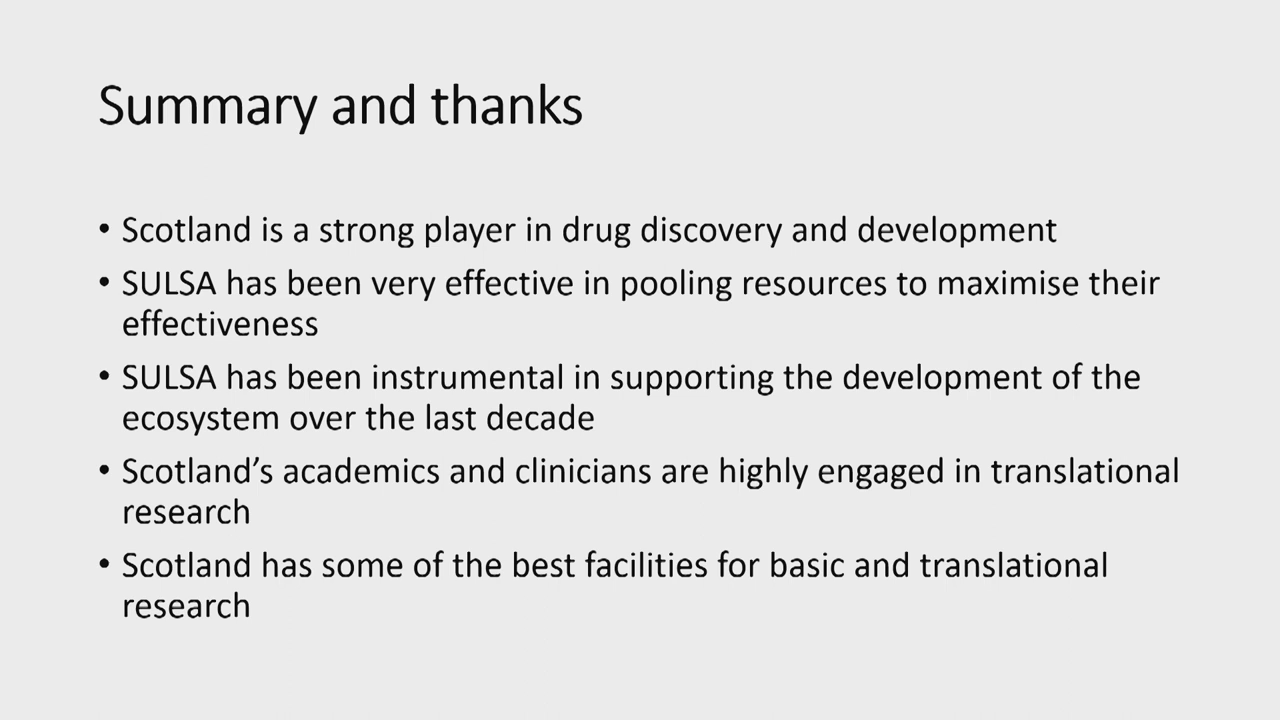 Summary and thanks
• Scotland is a strong player in drug discovery and development
• SULSA has been very effective in pooling resources to maximise their
effectiveness
• SULSA has been instrumental in supporting the development of the
ecosystem over the last decade
• Scotland’s academics and clinicians are highly engaged in translational
research
• Scotland has some of the best facilities for basic and translational
research